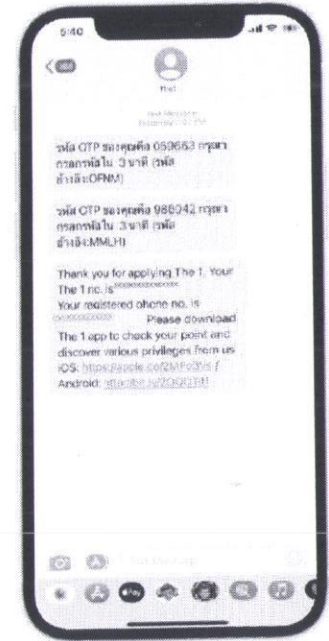 5:40
The1
รหัส OTP ของคุณคือ 059663 กรุณา
กรอกรหัสใน 3 นาที (รหัส
อ้างอิง:OFNM)
รหัส OTP ของคุณคือ 986042 กรุณา
กรอกรหัสใน 3 นาที (รหัส
อ้างอิง:MMLH)
Thank you for applying The 1. Your
The 1 no. is
Your registered phone no. is
Please download
The 1 app to check your point and
discover various privileges from us
iOS:
Android:
Pay